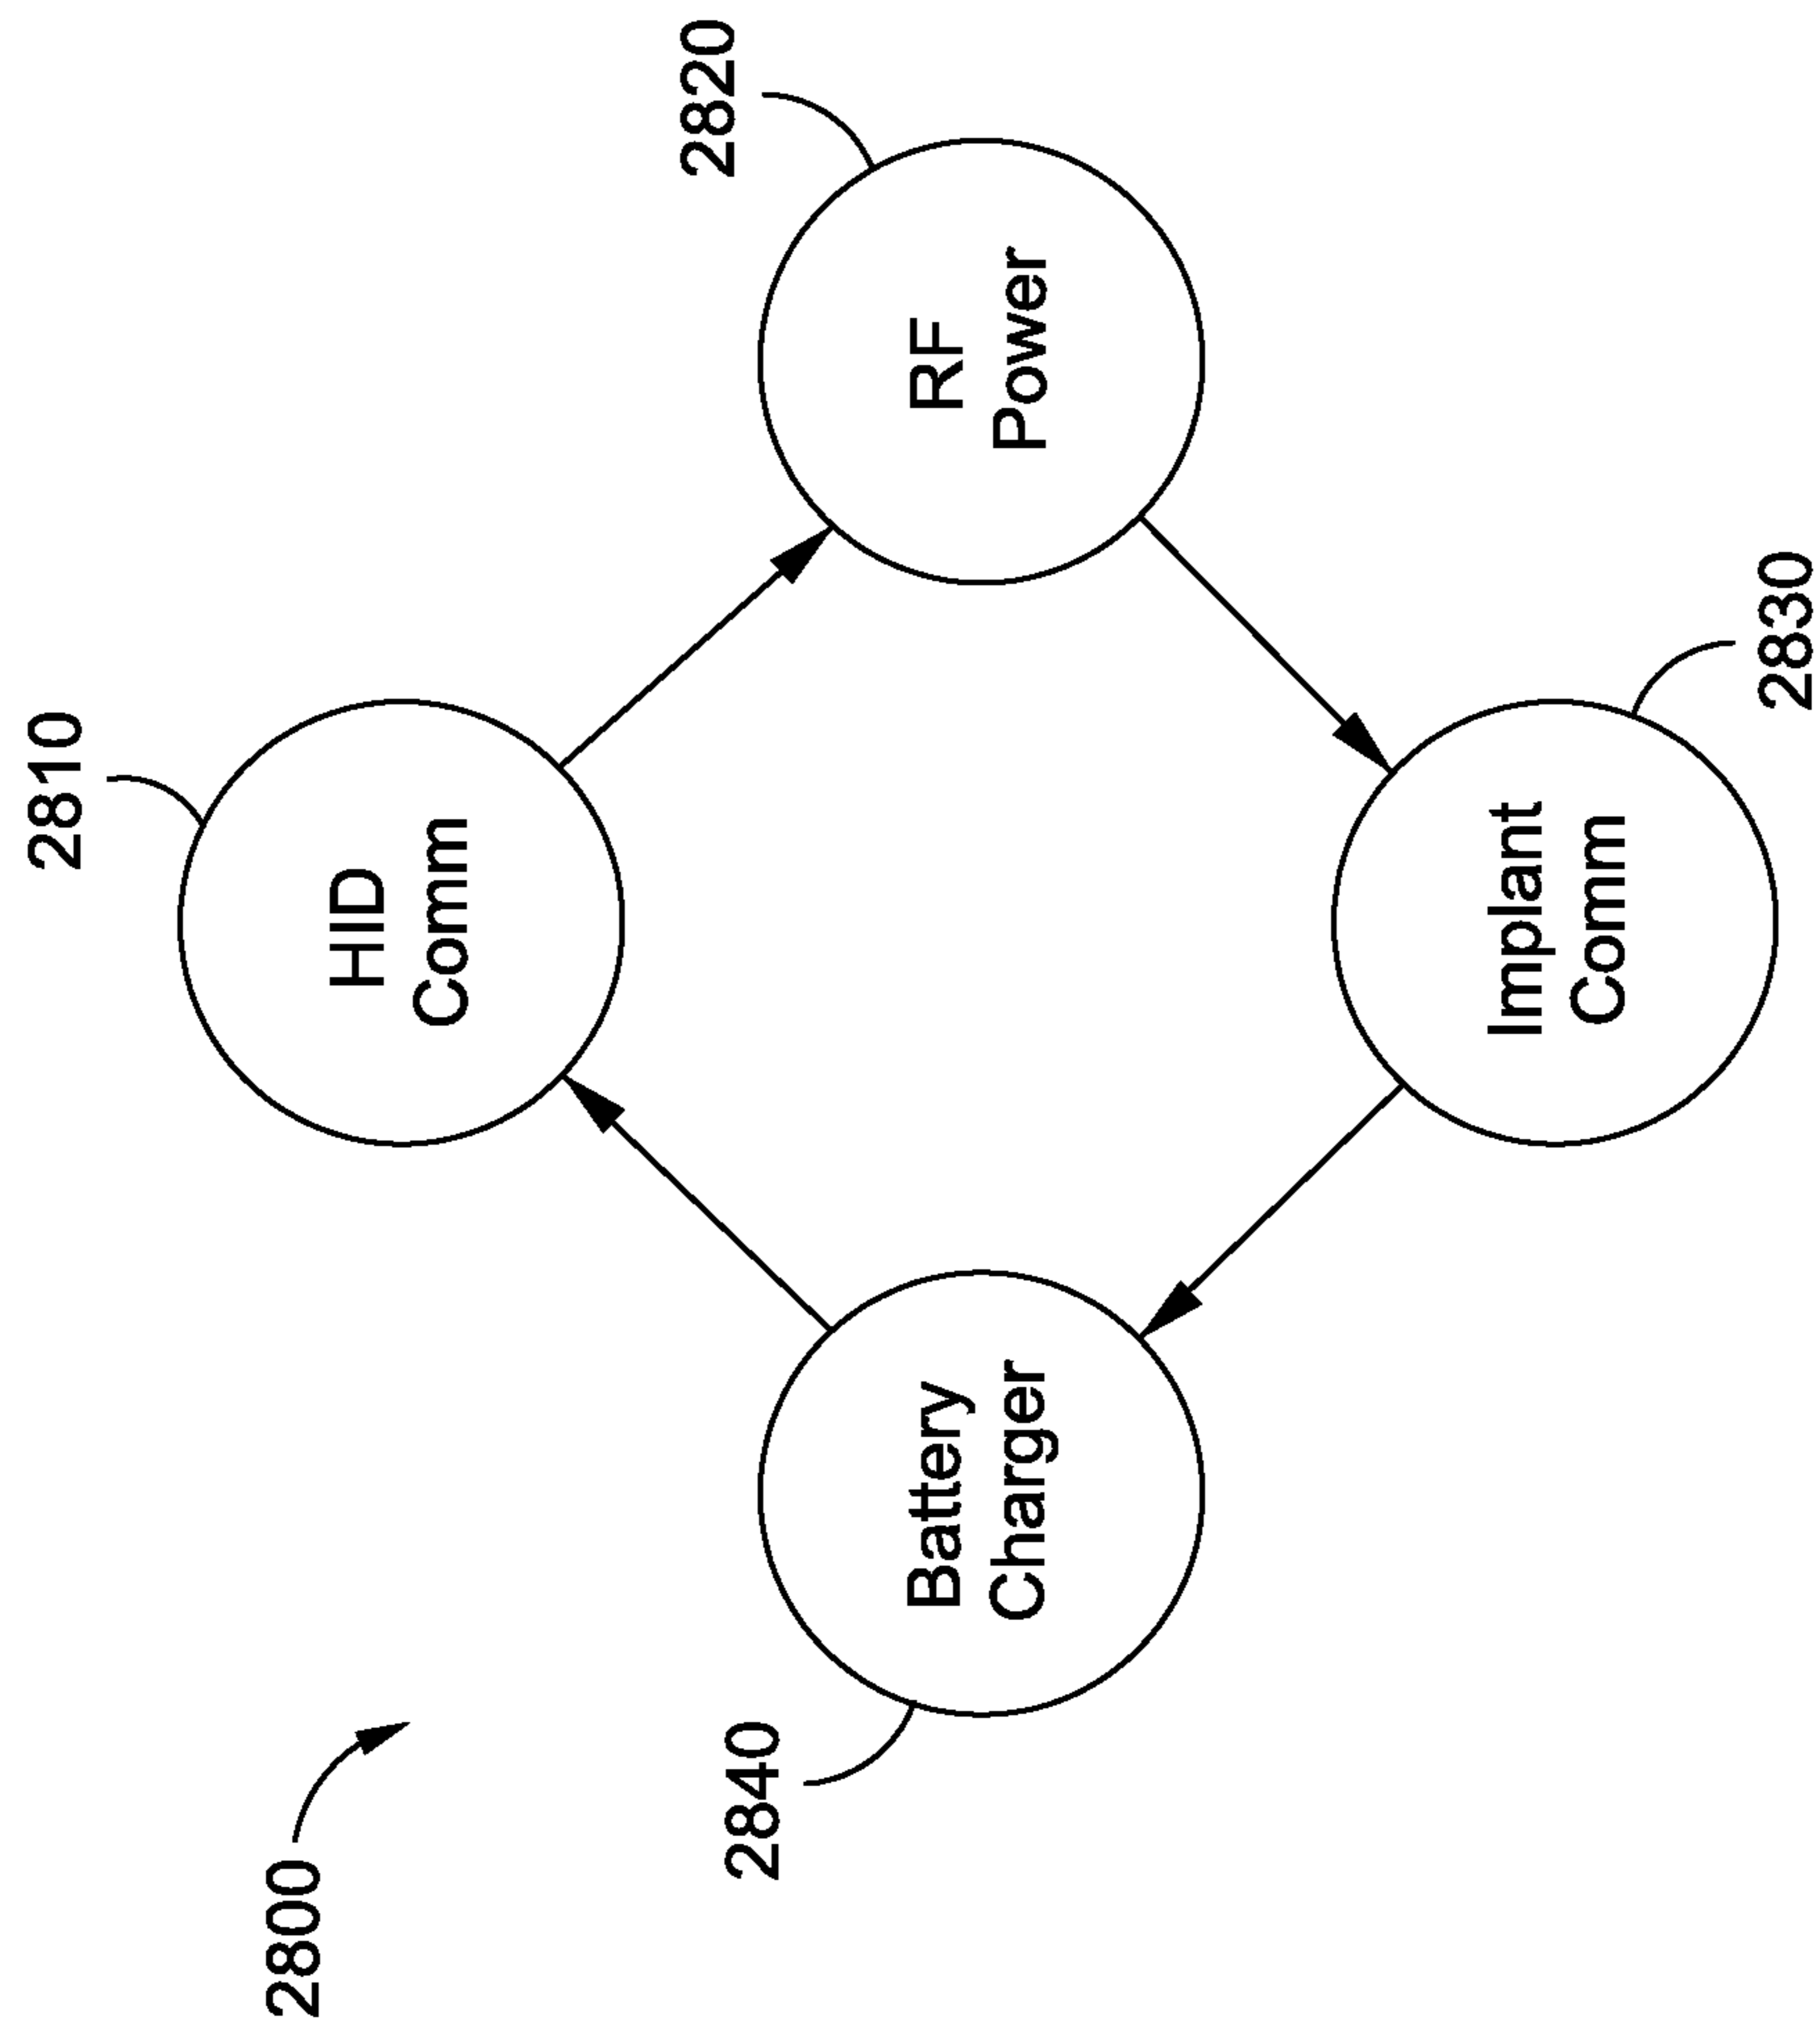 2810
2800
HID
Comm
2820
2840
Battery
Charger
RF
Power
Implant
Comm
2830